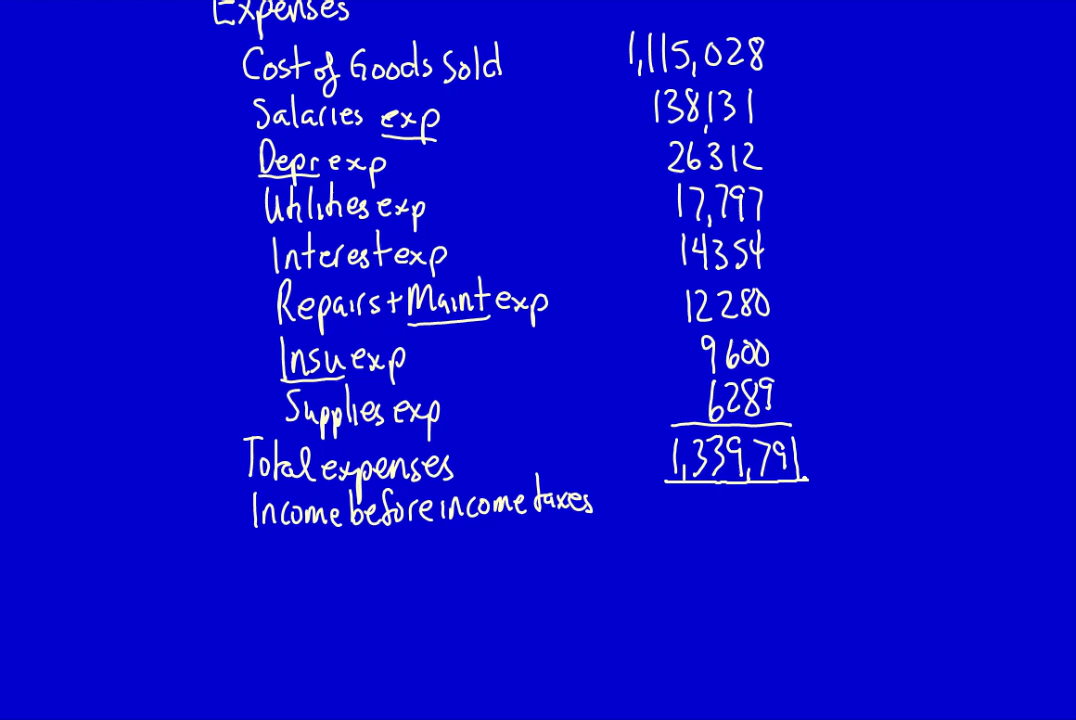 Expenses
Cost of Goods Sold 1,115,028
Salaries exp 138,131
Depr exp 26312
Utilities exp 17,797
Interest exp 14354
Repairs + Maint exp 12280
Insu exp 9600
Supplies exp 6289
Total expenses 1,339,791
Income before income taxes